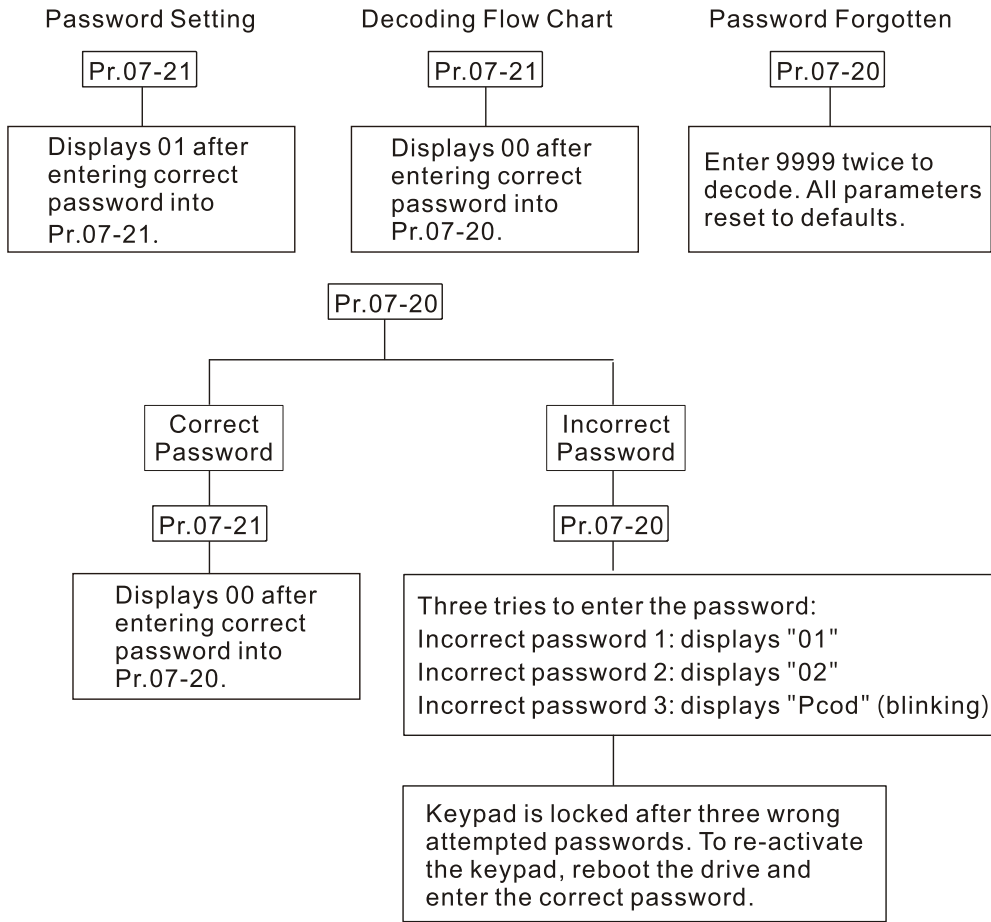 Password Setting
Decoding Flow Chart
Password Forgotten
Pr.07-21
Pr.07-21
Pr.07-20
Displays 01 after
entering correct
password into
Pr.07-21.
Displays 00 after
entering correct
password into
Pr.07-20.
Enter 9999 twice to
decode. All parameters
reset to defaults.
Pr.07-20
Correct
Password
Incorrect
Password
Pr.07-21
Pr.07-20
Displays 00 after
entering correct
password into
Pr.07-20.
Three tries to enter the password:
Incorrect password 1: displays "01"
Incorrect password 2: displays "02"
Incorrect password 3: displays "Pcod" (blinking)
Keypad is locked after three wrong
attempted passwords. To re-activate
the keypad, reboot the drive and
enter the correct password.